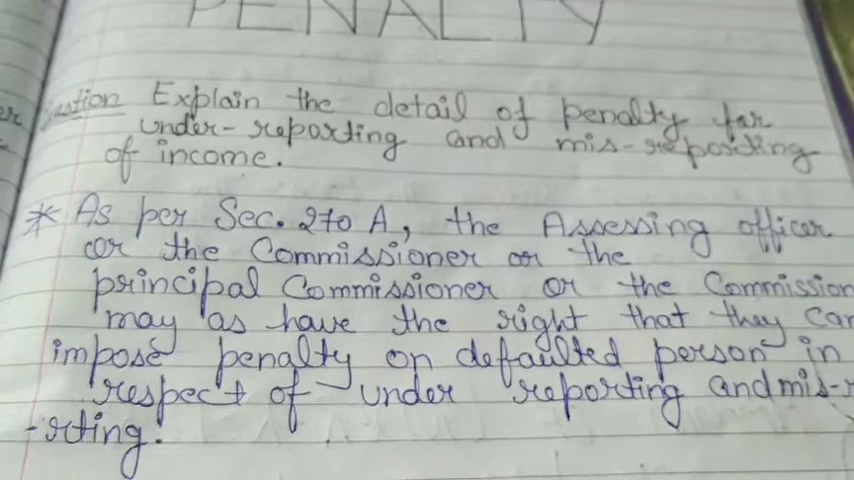 PENALTY
Question Explain the detail of penalty for
under-reporting and mis-reporting
of income.
* As per Sec. 270 A, the Assessing officer
or the Commissioner or the
principal Commissioner or the Commission
may as have the right that they can
impose penalty on defaulted person in
respect of under reporting and mis-r
-rting.